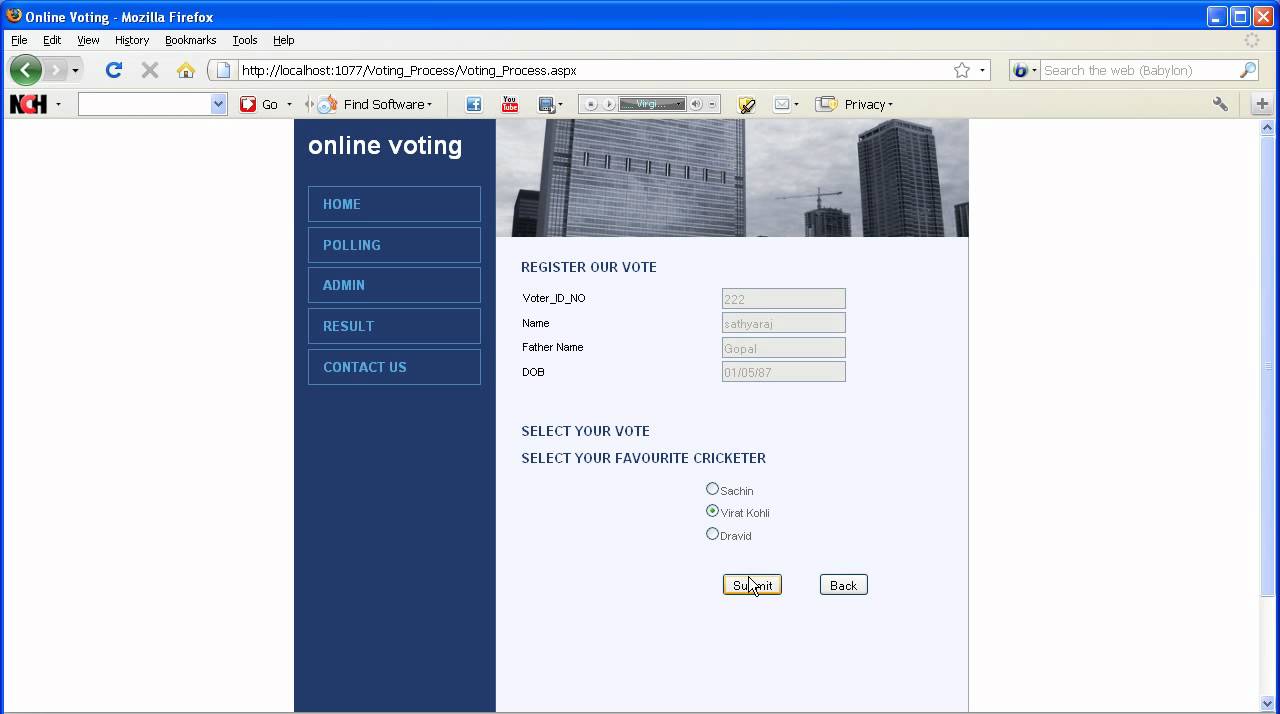 Online Voting - Mozilla Firefox
File Edit View History Bookmarks Tools Help
http://localhost:1077/Voting_Process/Voting_Process.aspx
Search the web (Babylon)
NCH
Go
Find Software
You Tube
Virgi...
Privacy
online voting
HOME
POLLING
ADMIN
RESULT
CONTACT US
REGISTER OUR VOTE
Voter_ID_NO 222
Name sathyaraj
Father Name Gopal
DOB 01/05/87
SELECT YOUR VOTE
SELECT YOUR FAVOURITE CRICKETER
Sachin
Virat Kohli
Dravid
Submit Back